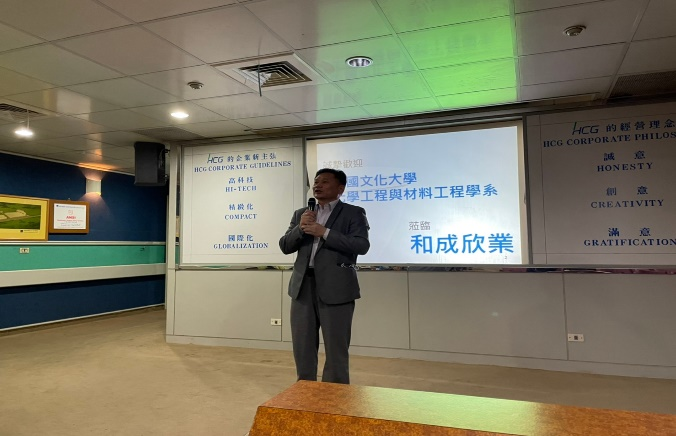 HCG 的企業新主張
HCG CORPORATE GUIDELINES
高科技
HI-TECH
精緻化
COMPACT
國際化
GLOBALIZATION
歡迎
國文化大學
學工程與材料工程學系
蒞臨
和成欣業
HCG 的經營理念
HCG CORPORATE PHILOS
誠意
HONESTY
創意
CREATIVITY
滿意
GRATIFICATION